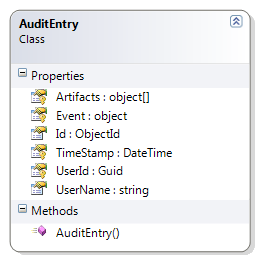 AuditEntry
Class
Properties
Artifacts : object[]
Event : object
Id : ObjectId
TimeStamp : DateTime
UserId : Guid
UserName : string
Methods
AuditEntry()